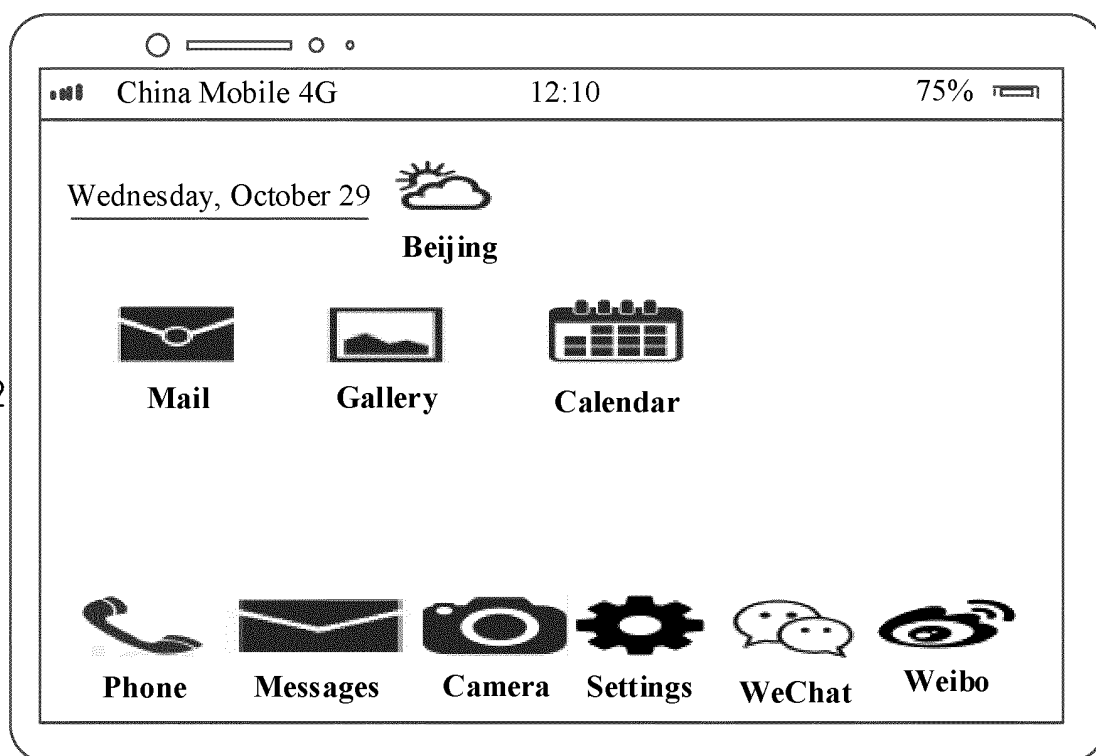 China Mobile 4G 12:10 75%
Wednesday, October 29
Beijing
Mail Gallery Calendar
Phone Messages Camera Settings WeChat Weibo